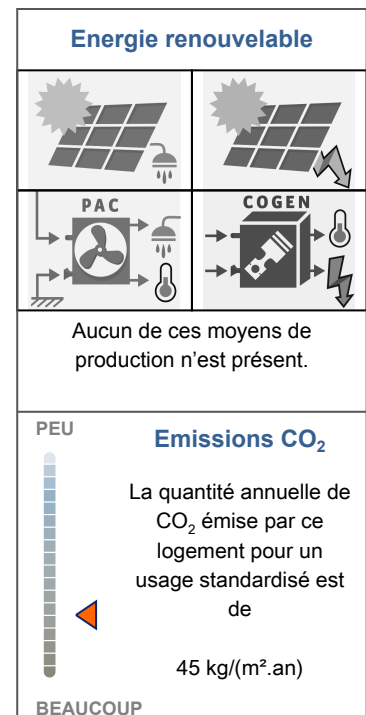 Energie renouvelable
PAC
COGEN
Aucun de ces moyens de
production n'est présent.
PEU
Emissions CO₂
La quantité annuelle de
CO₂ émise par ce
logement pour un
usage standardisé est
de
45 kg/(m².an)
BEAUCOUP